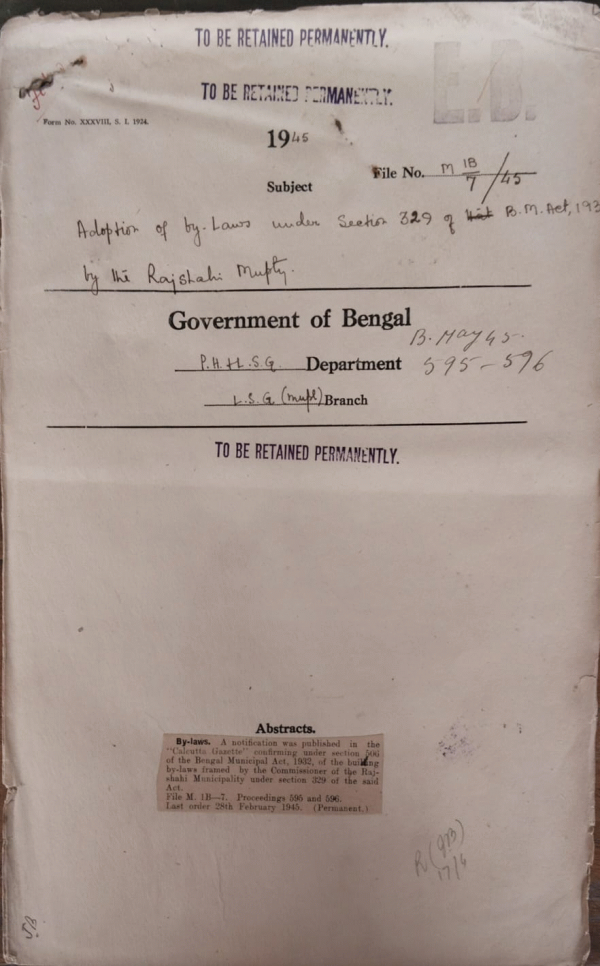 TO BE RETAINED PERMANENTLY.
TO BE RETAINED PERMANENTLY.
L.D.
Form No. XXXVIII, S. I, 1934.
1945
File No. M 1B/7/45
Subject
Adoption of by-Laws under Section 329 of B.M. Act, 193
by the Rajshahi Mupty.
Government of Bengal
B. May 45.
P.H. & L.S.G. Department 595-596
L.S.G (Mupl) Branch
TO BE RETAINED PERMANENTLY.
Abstracts.
By-laws. A notification was published in the
"Calcutta Gazette" confirming under section 506
of the Bengal Municipal Act, 1932, of the building
by-laws framed by the Commissioner of the Raj-
shahi Municipality under section 329 of the said
Act.
File M. 1B—7. Proceedings 595 and 596.
Last order 28th February 1945. (Permanent.)
17/4